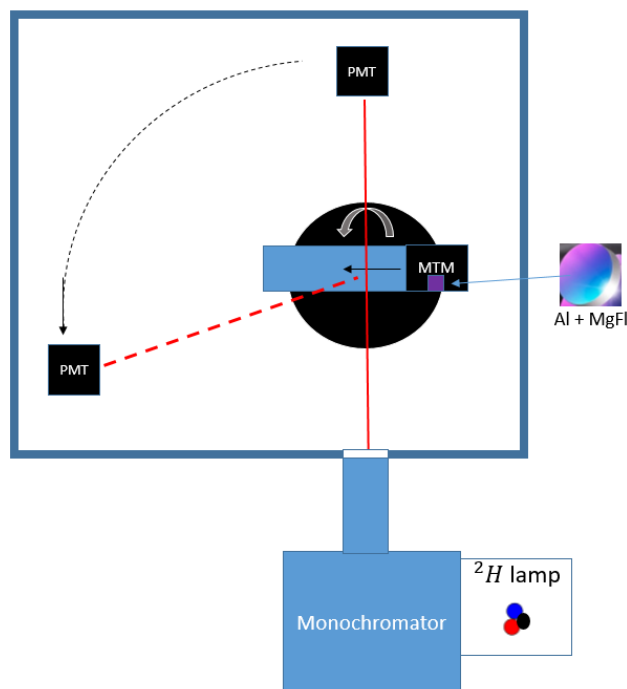 PMT
MTM
Al + MgFl
PMT
²H lamp
Monochromator